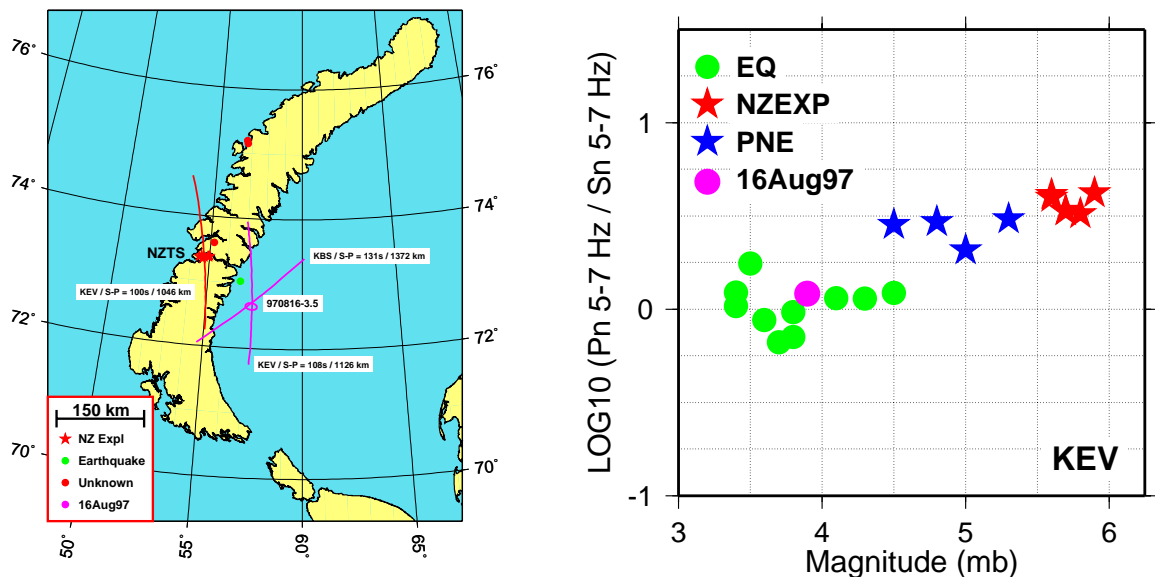 76˚
76˚
74˚
74˚
NZTS
KBS / S-P = 131s / 1372 km
KEV / S-P = 100s / 1046 km
970816-3.5
72˚
72˚
KEV / S-P = 108s / 1126 km
150 km
NZ Expl
Earthquake
Unknown
16Aug97
70˚
70˚
50˚
55˚
60˚
65˚
LOG10 (Pn 5-7 Hz / Sn 5-7 Hz)
1
0
-1
EQ
NZEXP
PNE
16Aug97
KEV
3
4
5
6
Magnitude (mb)